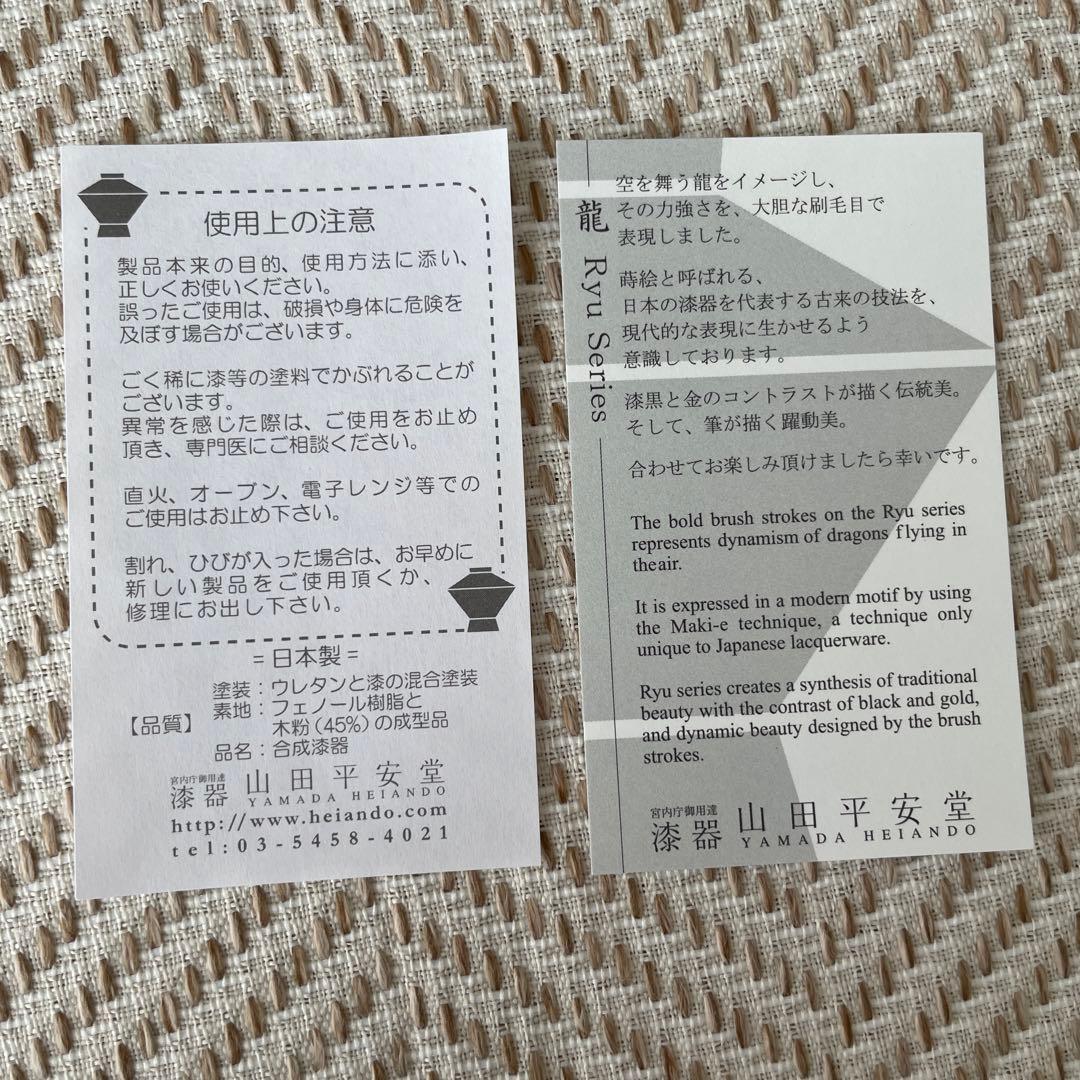 使用上の注意
製品本来の目的、使用方法に添い、
正しくお使いください。
誤ったご使用は、破損や身体に危険を
及ぼす場合がございます。
ごく稀に漆等の塗料でかぶれることが
ございます。
異常を感じた際は、ご使用をお止め
頂き、専門医にご相談ください。
直火、オーブン、電子レンジ等での
ご使用はお止め下さい。
割れ、ひびが入った場合は、お早めに
新しい製品をご使用頂くか、
修理にお出し下さい。
=日本製=
【品質】
塗装：ウレタンと漆の混合塗装
素地：フェノール樹脂と
木粉（45%）の成型品
品名：合成漆器
宮内庁御用達
漆器 山田平安堂
YAMADA HEIANDO
http://www.heiando.com
tel:03-5458-4021
龍 Ryu Series
空を舞う龍をイメージし、
その力強さを、大胆な刷毛目で
表現しました。
蒔絵と呼ばれる、
日本の漆器を代表する古来の技法を、
現代的な表現に生かせるよう
意識しております。
漆黒と金のコントラストが描く伝統美。
そして、筆が描く躍動美。
合わせてお楽しみ頂けましたら幸いです。
The bold brush strokes on the Ryu series
represents dynamism of dragons flying in
theair.
It is expressed in a modern motif by using
the Maki-e technique, a technique only
unique to Japanese lacquerware.
Ryu series creates a synthesis of traditional
beauty with the contrast of black and gold,
and dynamic beauty designed by the brush
strokes.
宮内庁御用達
漆器 山田平安堂
YAMADA HEIANDO